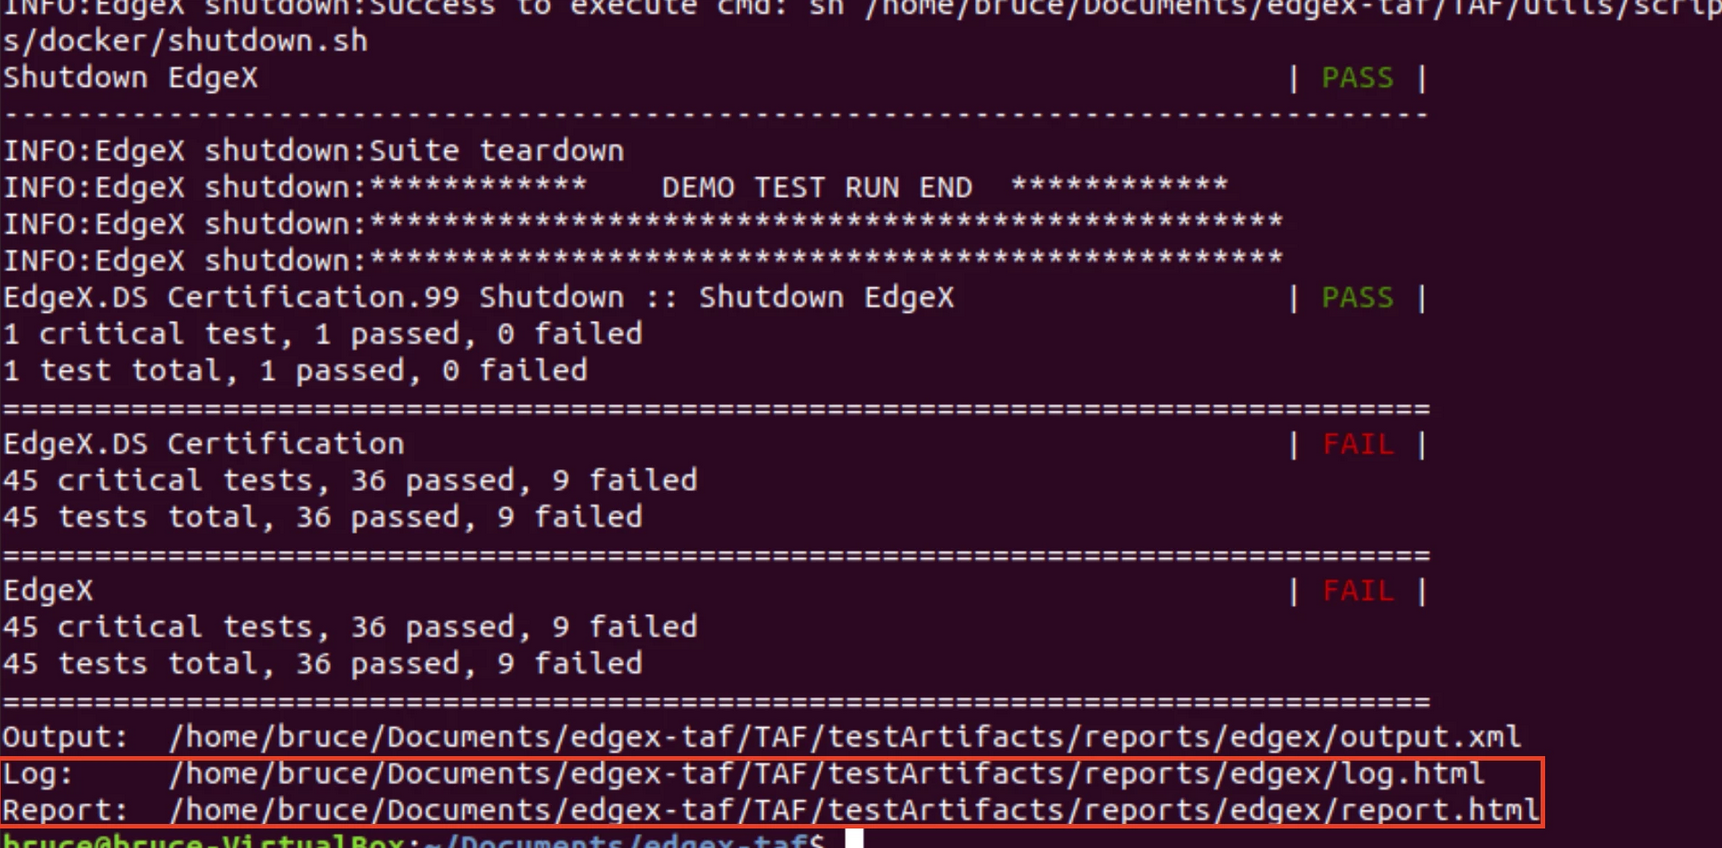 INFO:EdgeX shutdown:Success to execute cmd: sh /home/bruce/Documents/edgex-taf/TAF/utils/scrip
s/docker/shutdown.sh
Shutdown EdgeX | PASS |
------------------------------------------------------------------------------
INFO:EdgeX shutdown:Suite teardown
INFO:EdgeX shutdown:************    DEMO TEST RUN END  ************
INFO:EdgeX shutdown:**************************************************
INFO:EdgeX shutdown:**************************************************
EdgeX.DS Certification.99 Shutdown :: Shutdown EdgeX | PASS |
1 critical test, 1 passed, 0 failed
1 test total, 1 passed, 0 failed
==============================================================================
EdgeX.DS Certification | FAIL |
45 critical tests, 36 passed, 9 failed
45 tests total, 36 passed, 9 failed
==============================================================================
EdgeX | FAIL |
45 critical tests, 36 passed, 9 failed
45 tests total, 36 passed, 9 failed
==============================================================================
Output:  /home/bruce/Documents/edgex-taf/TAF/testArtifacts/reports/edgex/output.xml
Log:     /home/bruce/Documents/edgex-taf/TAF/testArtifacts/reports/edgex/log.html
Report:  /home/bruce/Documents/edgex-taf/TAF/testArtifacts/reports/edgex/report.html
bruce@bruce-VirtualBox:~/Documents/edgex-taf$